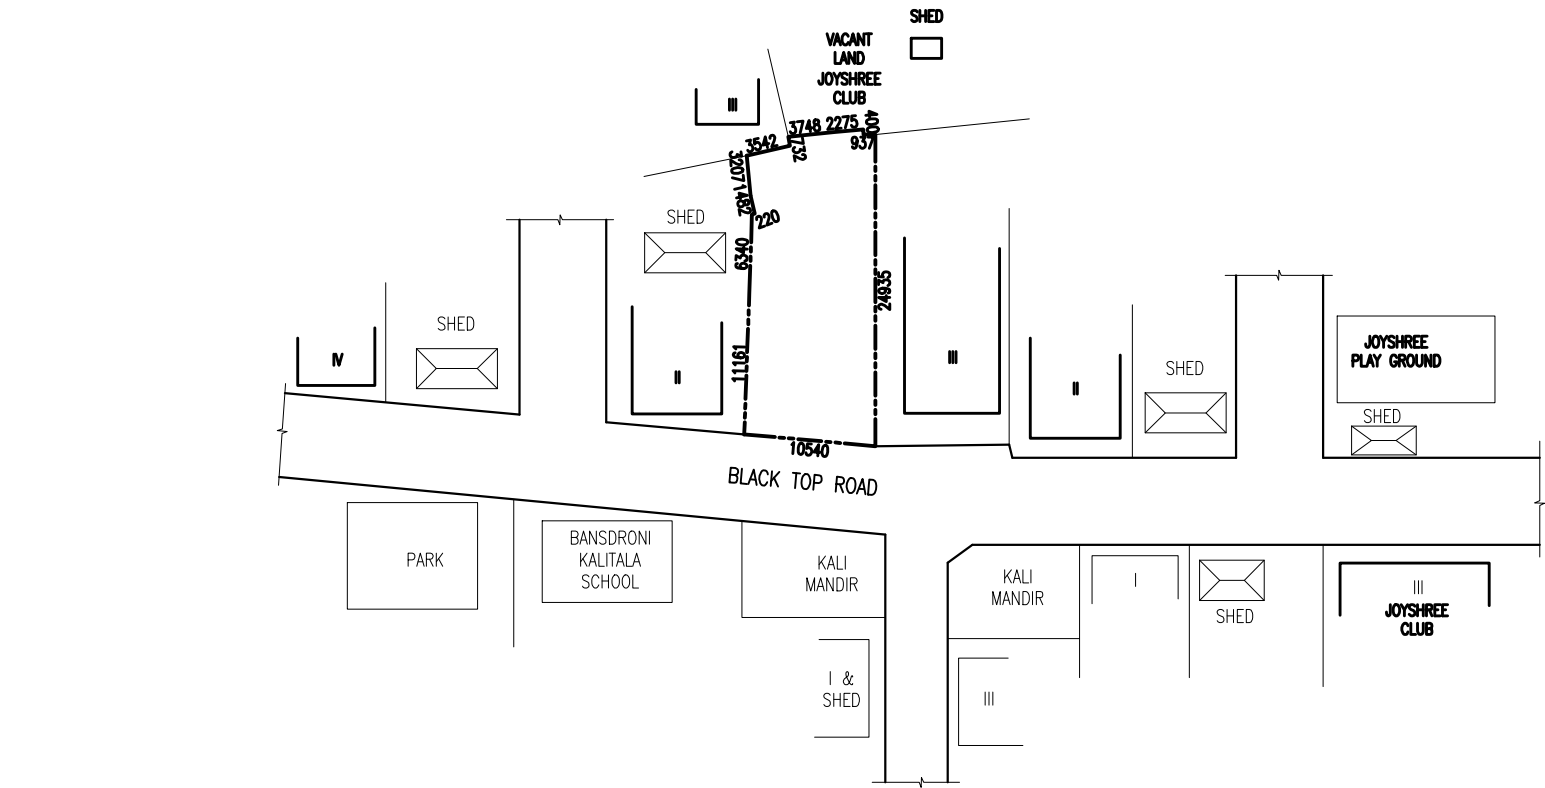 SHED
VACANT
LAND
JOYSHREE
CLUB
III
3748
2275
400
937
3542
732
3207
1482
220
SHED
6340
24935
SHED
IV
11161
II
III
II
SHED
JOYSHREE
PLAY GROUND
SHED
10540
BLACK TOP ROAD
PARK
BANSDRONI
KALITALA
SCHOOL
KALI
MANDIR
KALI
MANDIR
I
SHED
III
JOYSHREE
CLUB
I &
SHED
III